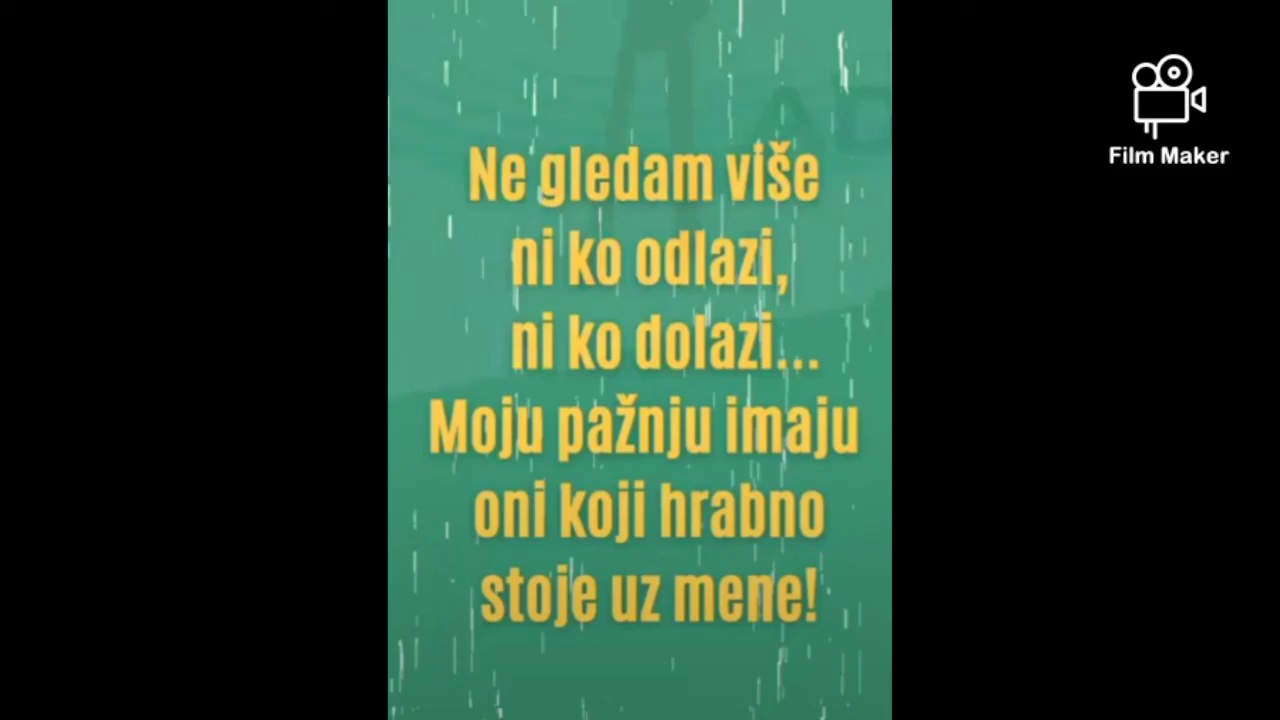 Ne gledam više
ni ko odlazi,
ni ko dolazi...
Moju pažnju imaju
oni koji hrabno
stoje uz mene!
Film Maker